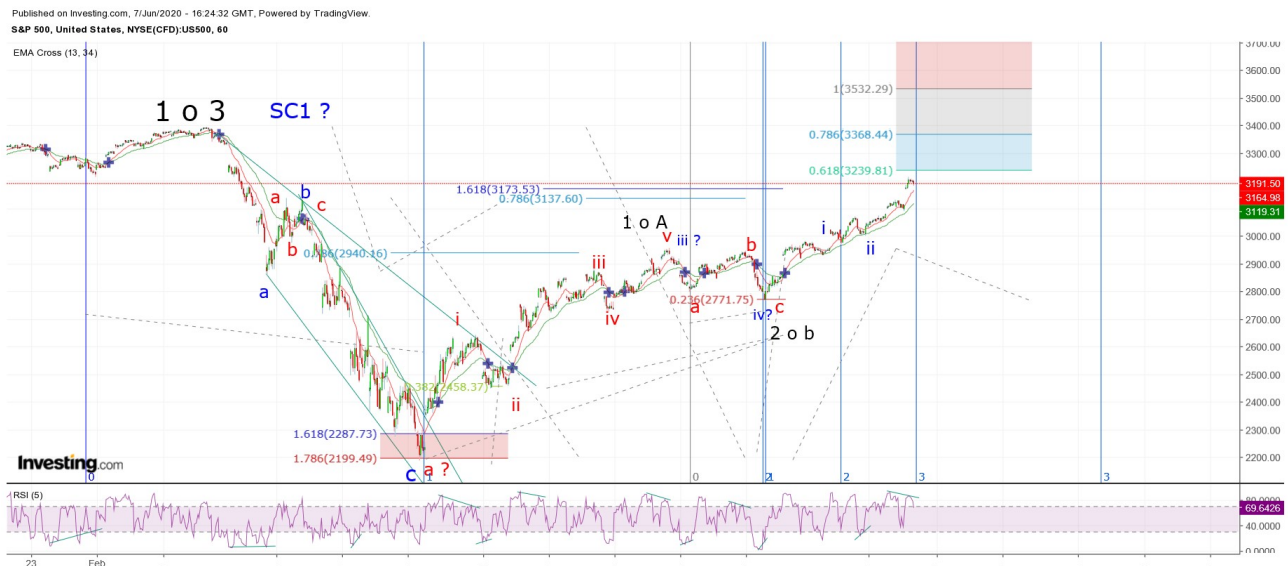 Published on Investing.com, 7/Jun/2020 - 16:24:32 GMT, Powered by TradingView.
S&P 500, United States, NYSE(CFD):US500, 60
EMA Cross (13, 34)
3700.00
3600.00
1(3532.29)
3500.00
1 o 3
SC1 ?
3400.00
0.786(3368.44)
3300.00
0.618(3239.81)
b
1.618(3173.53)
3191.50
a
c
0.786(3137.60)
3164.98
3119.31
1 o A
i
3000.00
b
v
iii ?
b
ii
0.786(2940.16)
2900.00
a
iii
0.236(2771.75)
a
c
2800.00
iv
iv?
i
2 o b
2700.00
2600.00
2500.00
.382(2458.37)
ii
2400.00
1.618(2287.73)
2300.00
1.786(2199.49)
2200.00
Investing.com
c
a ?
0
1
0
2
1
2
3
3
RSI (5)
80.0000
69.6426
40.0000
0.0000
23
Feb